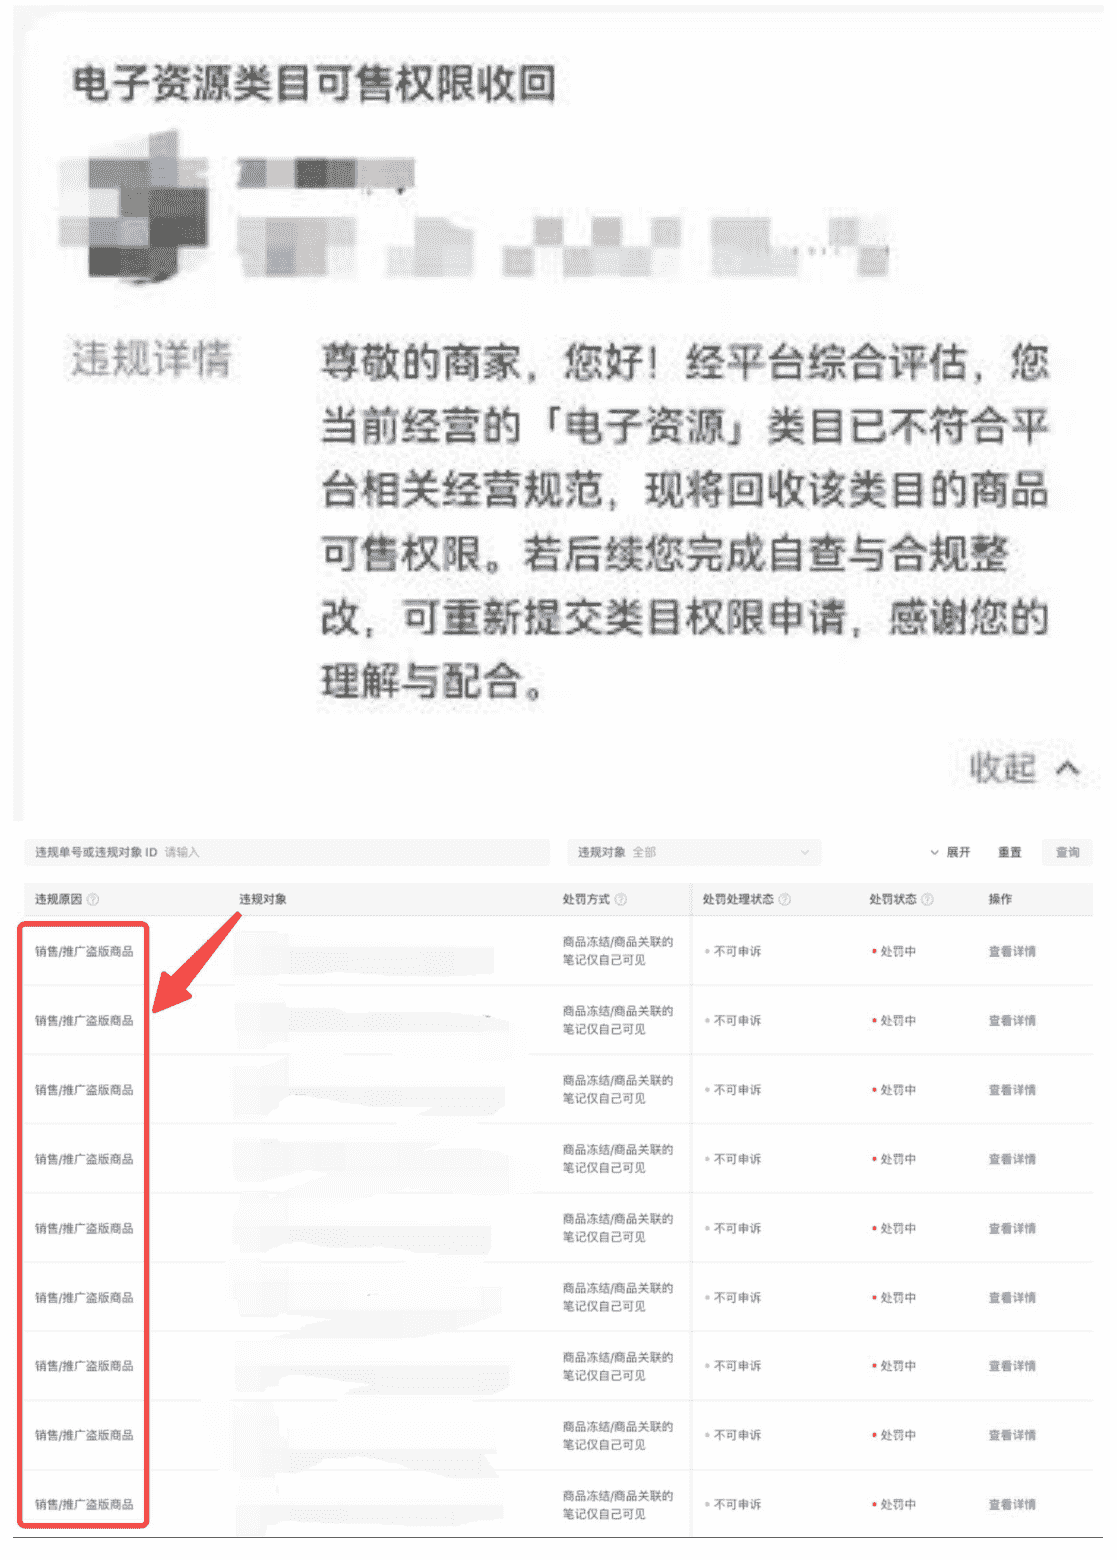 电子资源类目可售权限收回
违规详情
尊敬的商家，您好！经平台综合评估，您
当前经营的「电子资源」类目已不符合平
台相关经营规范，现将回收该类目的商品
可售权限。若后续您完成自查与合规整
改，可重新提交类目权限申请，感谢您的
理解与配合。
收起
违规单号或违规对象 ID 请输入 违规对象 全部 展开 重置 查询
违规原因 违规对象 处罚方式 处罚处理状态 处罚状态 操作
销售/推广盗版商品 商品冻结/商品关联的 不可申诉 处罚中 查看详情
笔记仅自己可见
销售/推广盗版商品 商品冻结/商品关联的 不可申诉 处罚中 查看详情
笔记仅自己可见
销售/推广盗版商品 商品冻结/商品关联的 不可申诉 处罚中 查看详情
笔记仅自己可见
销售/推广盗版商品 商品冻结/商品关联的 不可申诉 处罚中 查看详情
笔记仅自己可见
销售/推广盗版商品 商品冻结/商品关联的 不可申诉 处罚中 查看详情
笔记仅自己可见
销售/推广盗版商品 商品冻结/商品关联的 不可申诉 处罚中 查看详情
笔记仅自己可见
销售/推广盗版商品 商品冻结/商品关联的 不可申诉 处罚中 查看详情
笔记仅自己可见
销售/推广盗版商品 商品冻结/商品关联的 不可申诉 处罚中 查看详情
笔记仅自己可见
销售/推广盗版商品 商品冻结/商品关联的 不可申诉 处罚中 查看详情
笔记仅自己可见